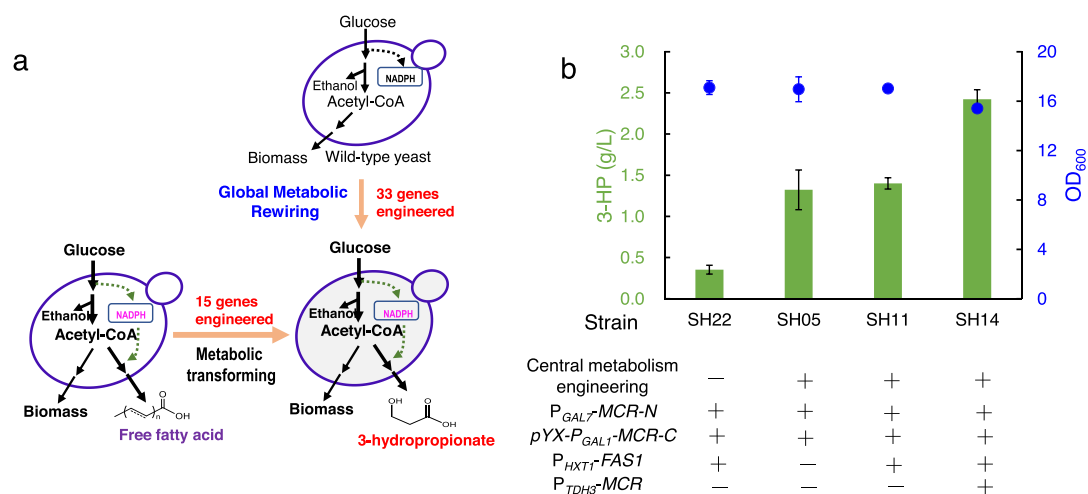 a
Glucose
NADPH
Ethanol
Acetyl-CoA
Biomass
Wild-type yeast
Global Metabolic
Rewiring
33 genes
engineered
Glucose
NADPH
Ethanol
Acetyl-CoA
Biomass
O
OH
n
Free fatty acid
15 genes
engineered
Metabolic
transforming
Glucose
NADPH
Ethanol
Acetyl-CoA
Biomass
OH
O
OH
3-hydropropionate
b
3-HP (g/L)
3.0
2.5
2.0
1.5
1.0
0.5
0.0
OD600
20
16
12
8
4
0
Strain SH22 SH05 SH11 SH14
Central metabolism
engineering — + + +
PGAL7-MCR-N + + + +
pYX-PGAL1-MCR-C + + + +
PHXT1-FAS1 + — + +
PTDH3-MCR — — — +